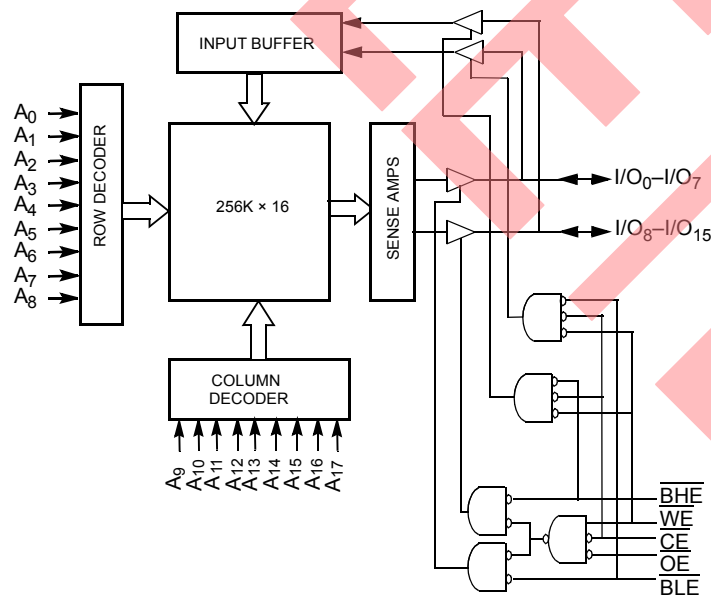 INPUT BUFFER
A0
A1
A2
A3
A4
A5
A6
A7
A8
ROW DECODER
256K × 16
SENSE AMPS
I/O0–I/O7
I/O8–I/O15
COLUMN
DECODER
A9
A10
A11
A12
A13
A14
A15
A16
A17
BHE
WE
CE
OE
BLE